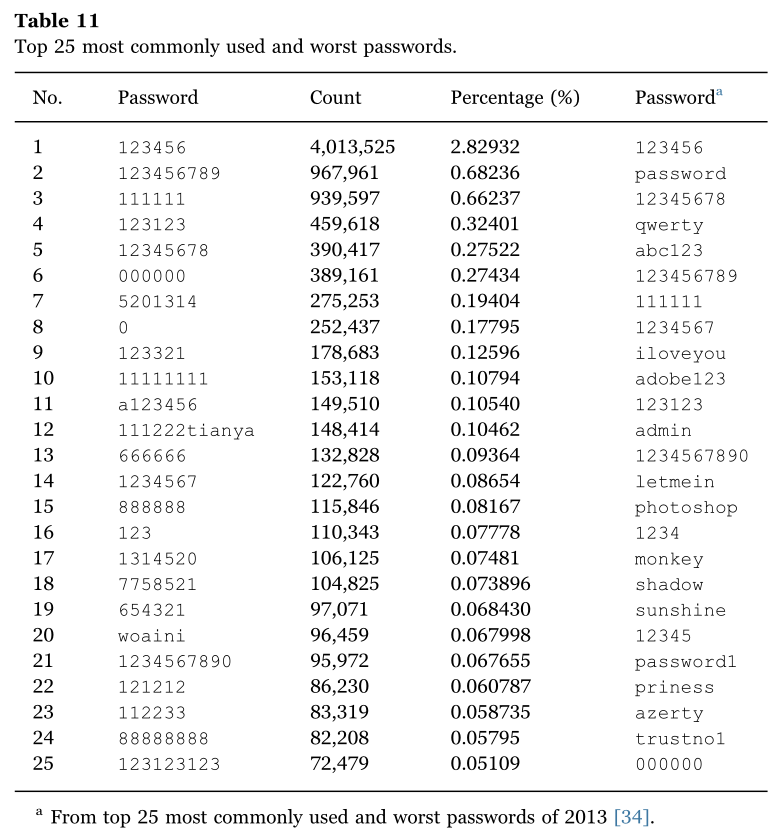 Table 11
Top 25 most commonly used and worst passwords.
No. Password Count Percentage (%) Passwordᵃ
1 123456 4,013,525 2.82932 123456
2 123456789 967,961 0.68236 password
3 111111 939,597 0.66237 12345678
4 123123 459,618 0.32401 qwerty
5 12345678 390,417 0.27522 abc123
6 000000 389,161 0.27434 123456789
7 5201314 275,253 0.19404 111111
8 0 252,437 0.17795 1234567
9 123321 178,683 0.12596 iloveyou
10 11111111 153,118 0.10794 adobe123
11 a123456 149,510 0.10540 123123
12 111222tianya 148,414 0.10462 admin
13 666666 132,828 0.09364 1234567890
14 1234567 122,760 0.08654 letmein
15 888888 115,846 0.08167 photoshop
16 123 110,343 0.07778 1234
17 1314520 106,125 0.07481 monkey
18 7758521 104,825 0.073896 shadow
19 654321 97,071 0.068430 sunshine
20 woaini 96,459 0.067998 12345
21 1234567890 95,972 0.067655 password1
22 121212 86,230 0.060787 priness
23 112233 83,319 0.058735 azerty
24 88888888 82,208 0.05795 trustno1
25 123123123 72,479 0.05109 000000
ᵃ From top 25 most commonly used and worst passwords of 2013 [34].